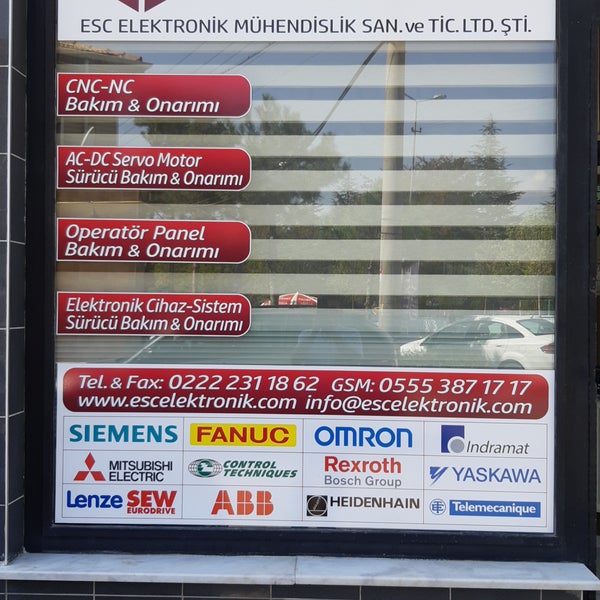 ESC ELEKTRONİK MÜHENDİSLİK SAN. ve TİC. LTD. ŞTİ.
CNC-NC
Bakım & Onarımı
AC-DC Servo Motor
Sürücü Bakım & Onarımı
Operatör Panel
Bakım & Onarımı
Elektronik Cihaz-Sistem
Sürücü Bakım & Onarımı
Tel. & Fax: 0222 231 18 62 GSM: 0555 387 17 17
www.escelektronik.com info@escelektronik.com
SIEMENS FANUC OMRON Indramat
MITSUBISHI ELECTRIC CONTROL TECHNIQUES Rexroth Bosch Group YASKAWA
Lenze SEW EURODRIVE ABB HEIDENHAIN Telemecanique